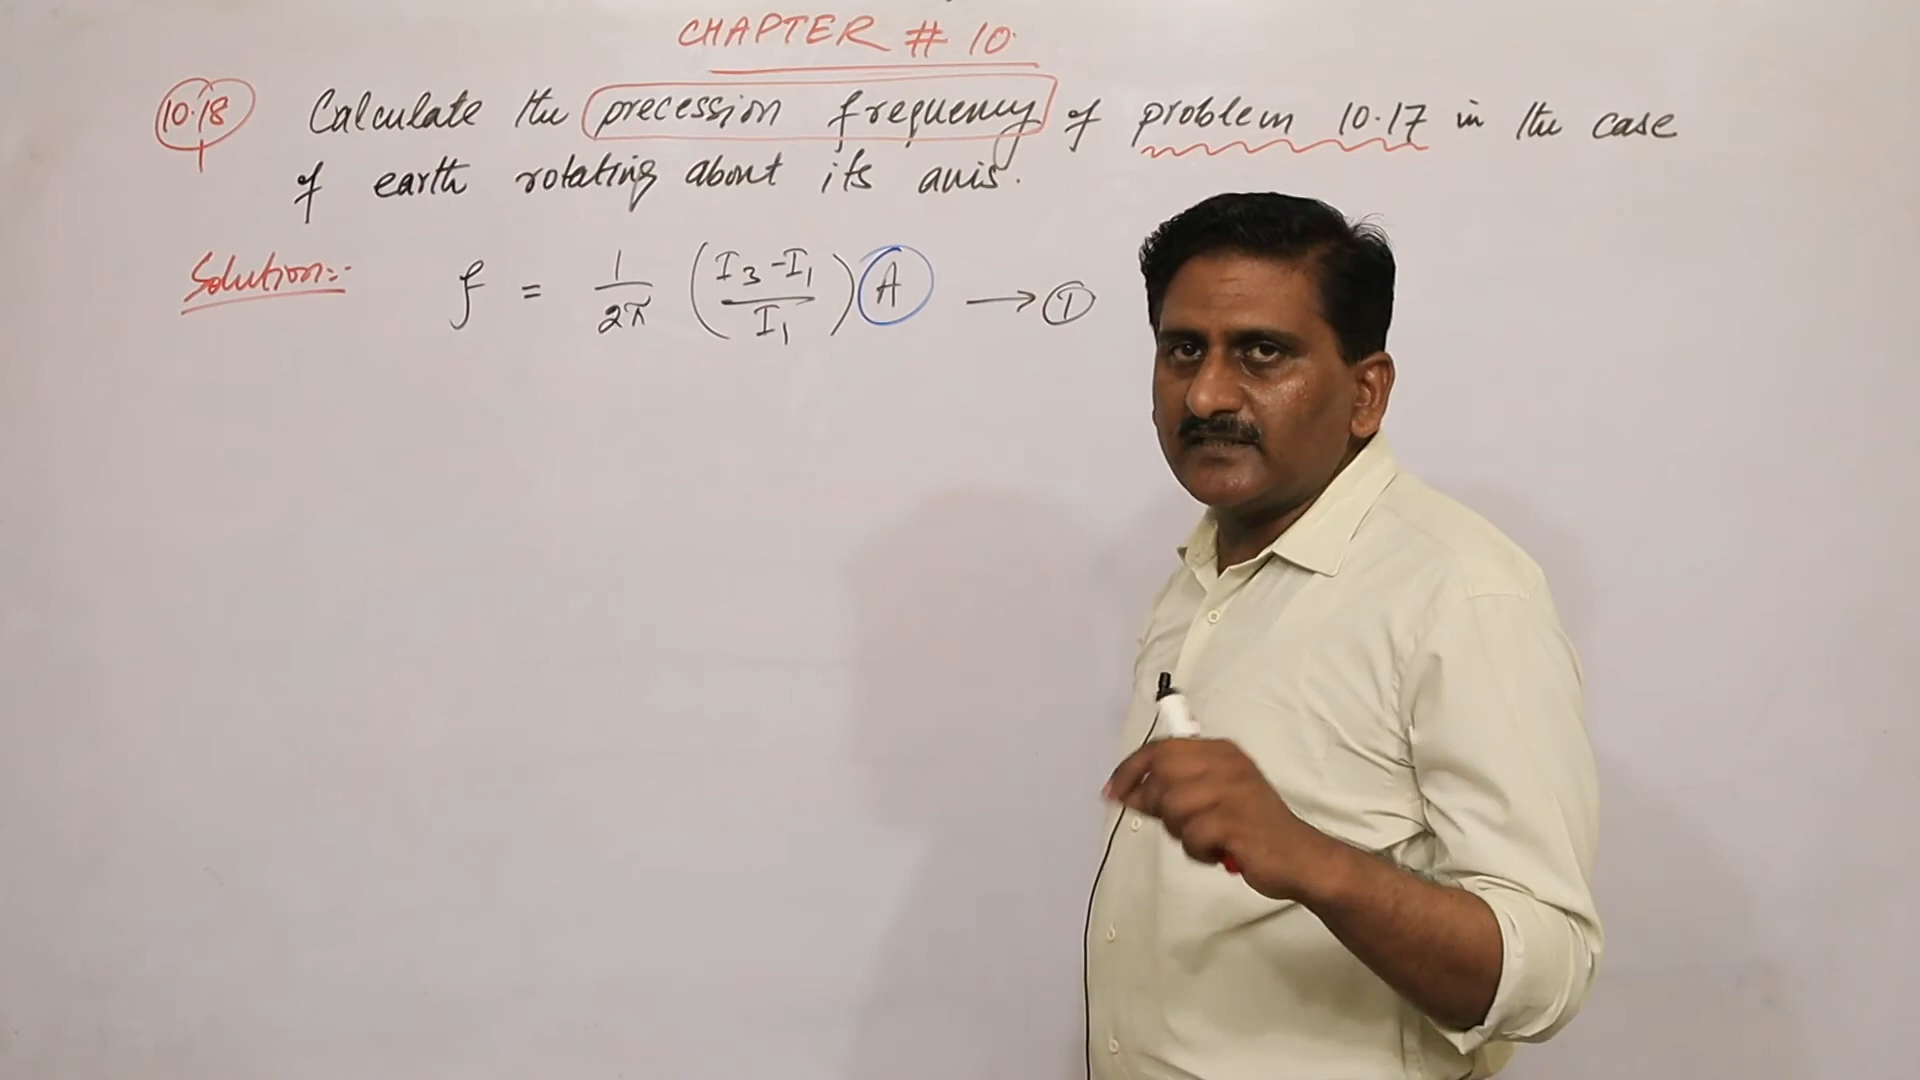 CHAPTER # 10.
10.18 Calculate the precession frequency of problem 10.17 in the case
of earth rotating about its axis.
Solution:- f = 1/2π (I₃ - I₁ / I₁) A → ①